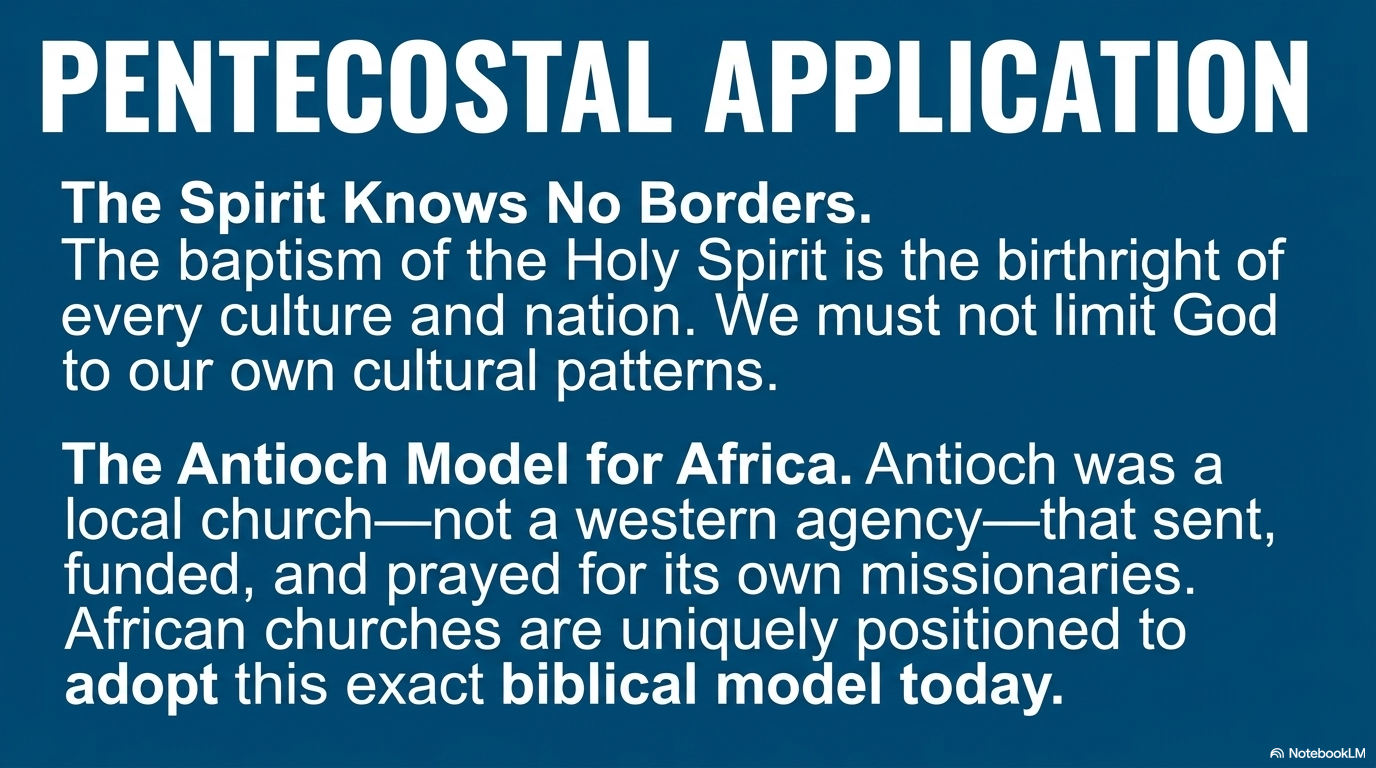 PENTECOSTAL APPLICATION
The Spirit Knows No Borders.
The baptism of the Holy Spirit is the birthright of
every culture and nation. We must not limit God
to our own cultural patterns.
The Antioch Model for Africa. Antioch was a
local church—not a western agency—that sent,
funded, and prayed for its own missionaries.
African churches are uniquely positioned to
adopt this exact biblical model today.
NotebookLM